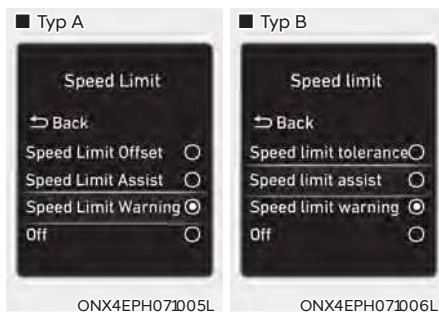 ■ Typ A
Speed Limit
Back
Speed Limit Offset
Speed Limit Assist
Speed Limit Warning
Off
ONX4EPH071005L
■ Typ B
Speed limit
Back
Speed limit tolerance
Speed limit assist
Speed limit warning
Off
ONX4EPH071006L